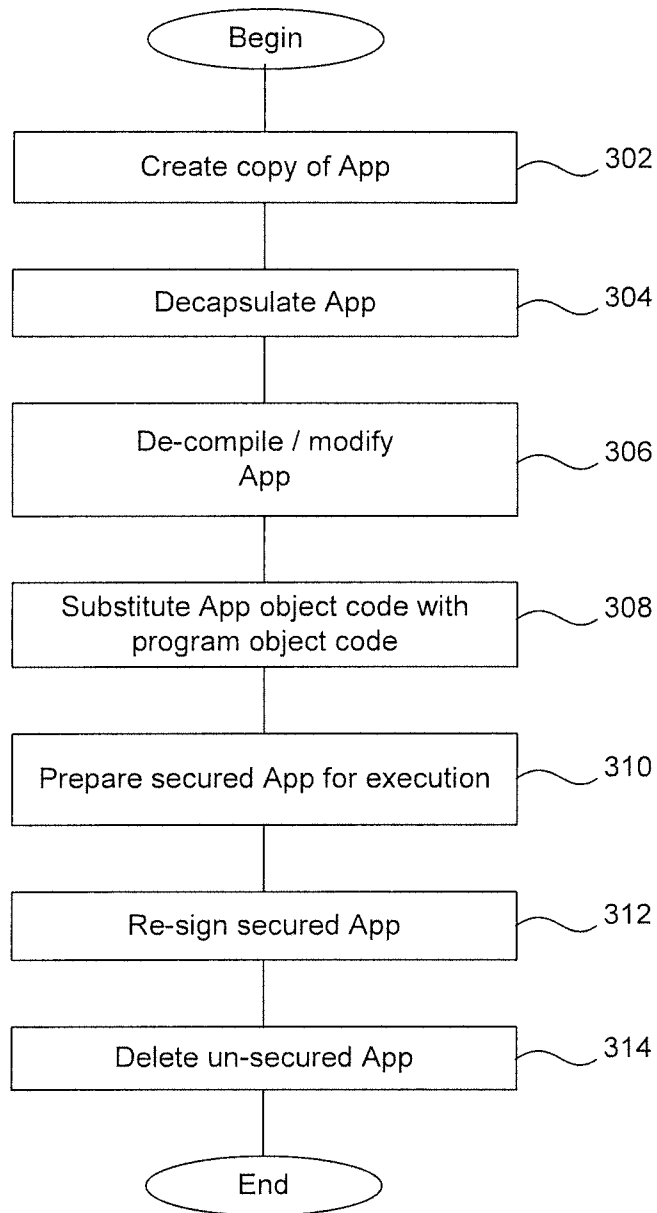 Begin
Create copy of App
302
Decapsulate App
304
De-compile / modify
App
306
Substitute App object code with
program object code
308
Prepare secured App for execution
310
Re-sign secured App
312
Delete un-secured App
314
End